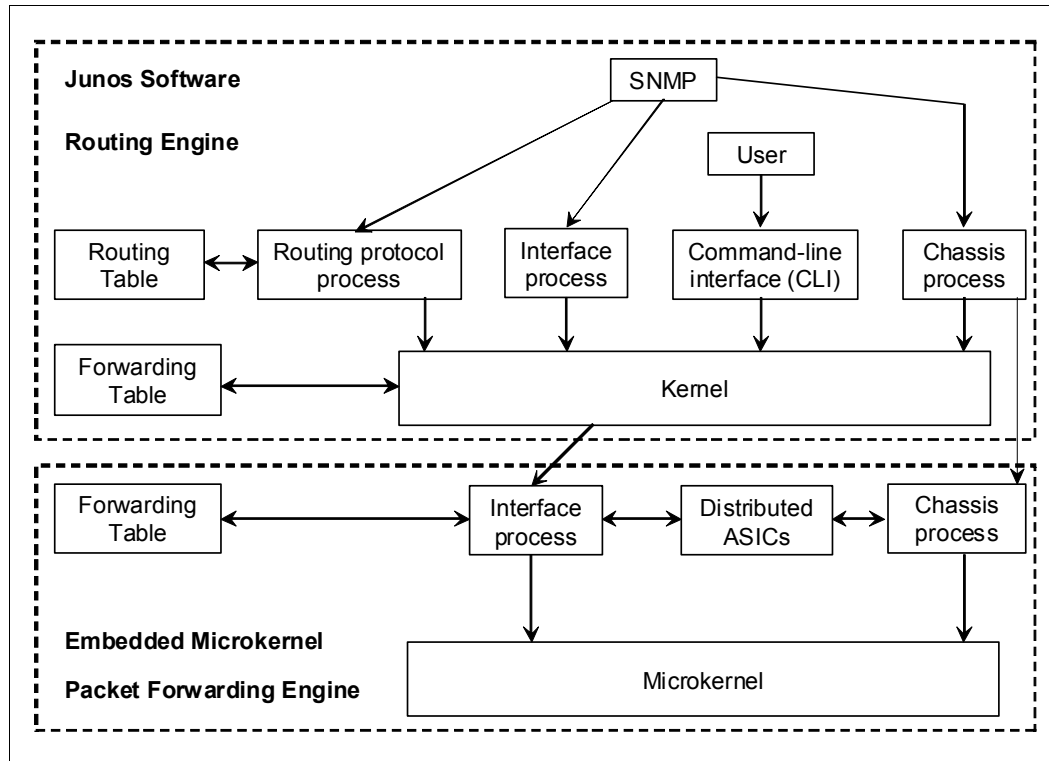 Junos Software
SNMP
Routing Engine
User
Routing
Table
Routing protocol
process
Interface
process
Command-line
interface (CLI)
Chassis
process
Forwarding
Table
Kernel
Forwarding
Table
Interface
process
Distributed
ASICs
Chassis
process
Embedded Microkernel
Packet Forwarding Engine
Microkernel